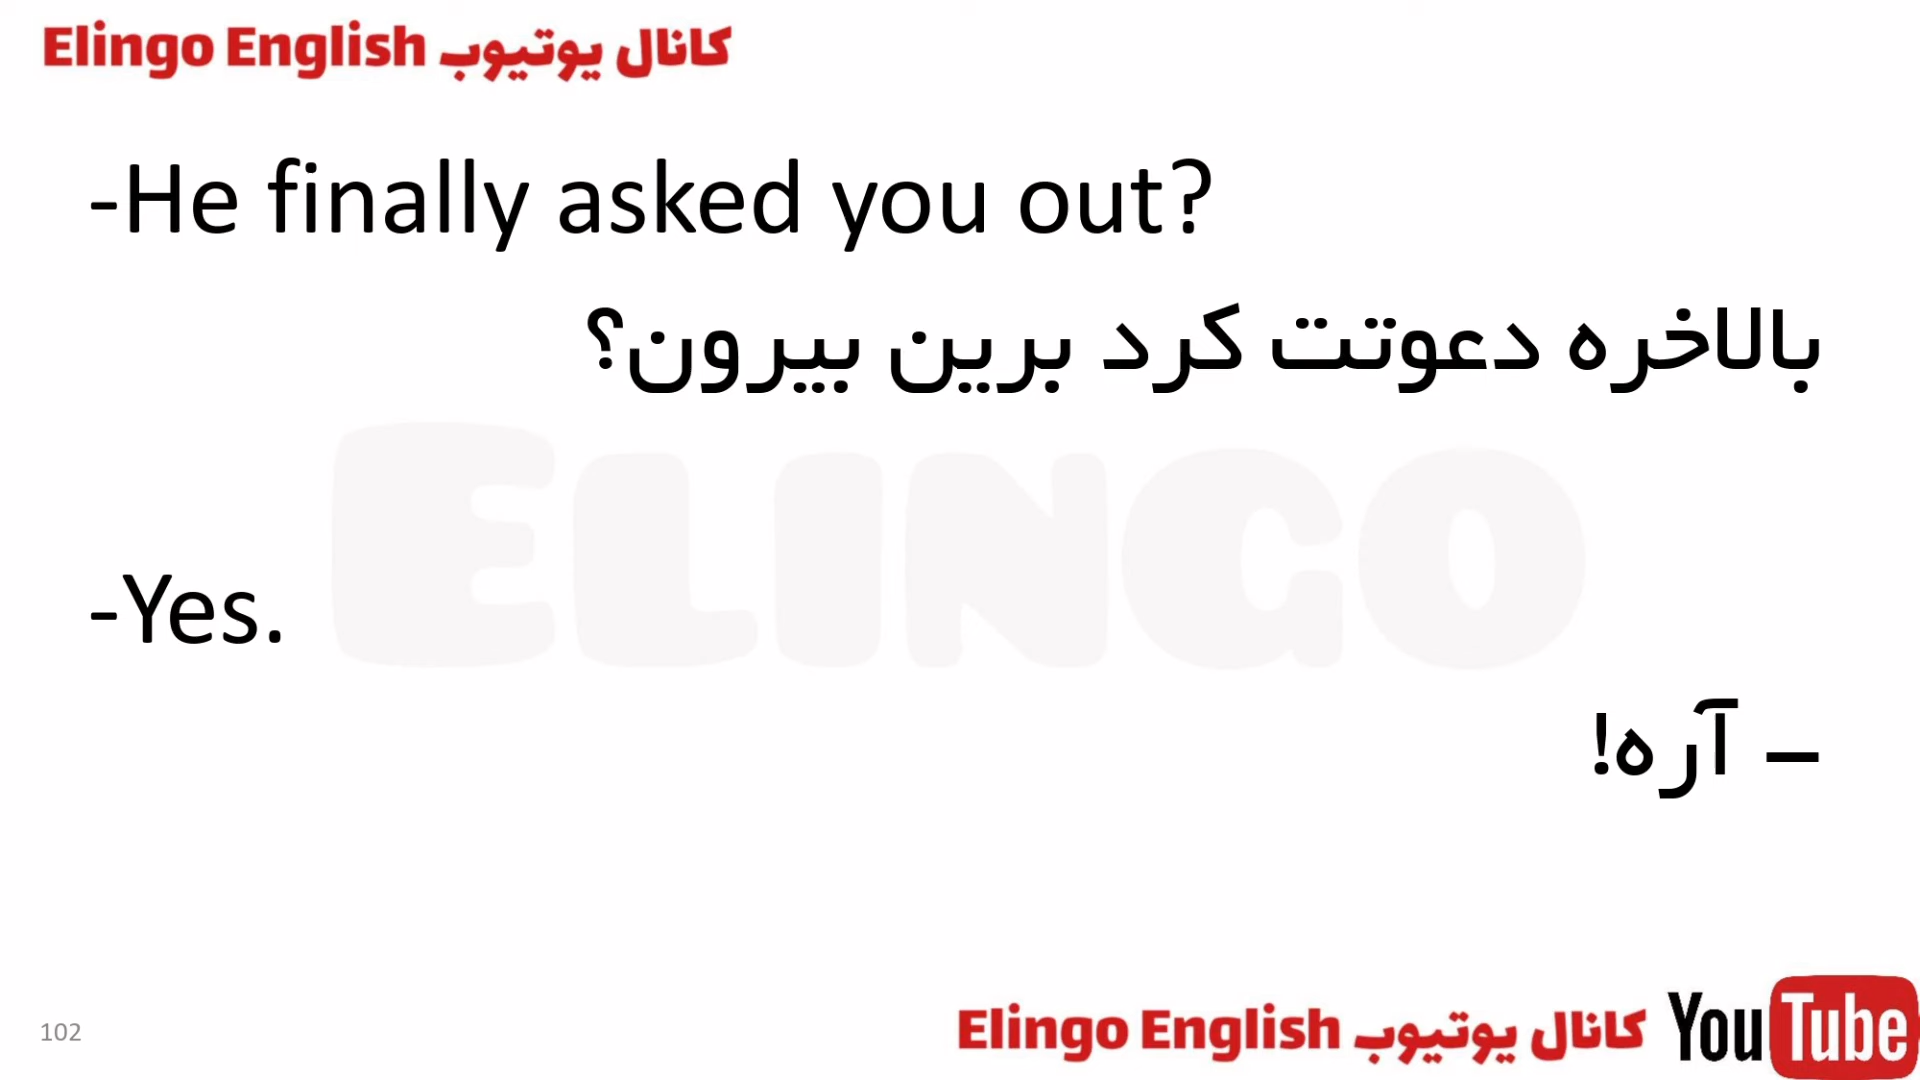 کانال یوتیوب Elingo English
-He finally asked you out?
بالاخره دعوتت کرد برین بیرون؟
ELINGO
-Yes.
– آره!
102
کانال یوتیوب Elingo English
YouTube